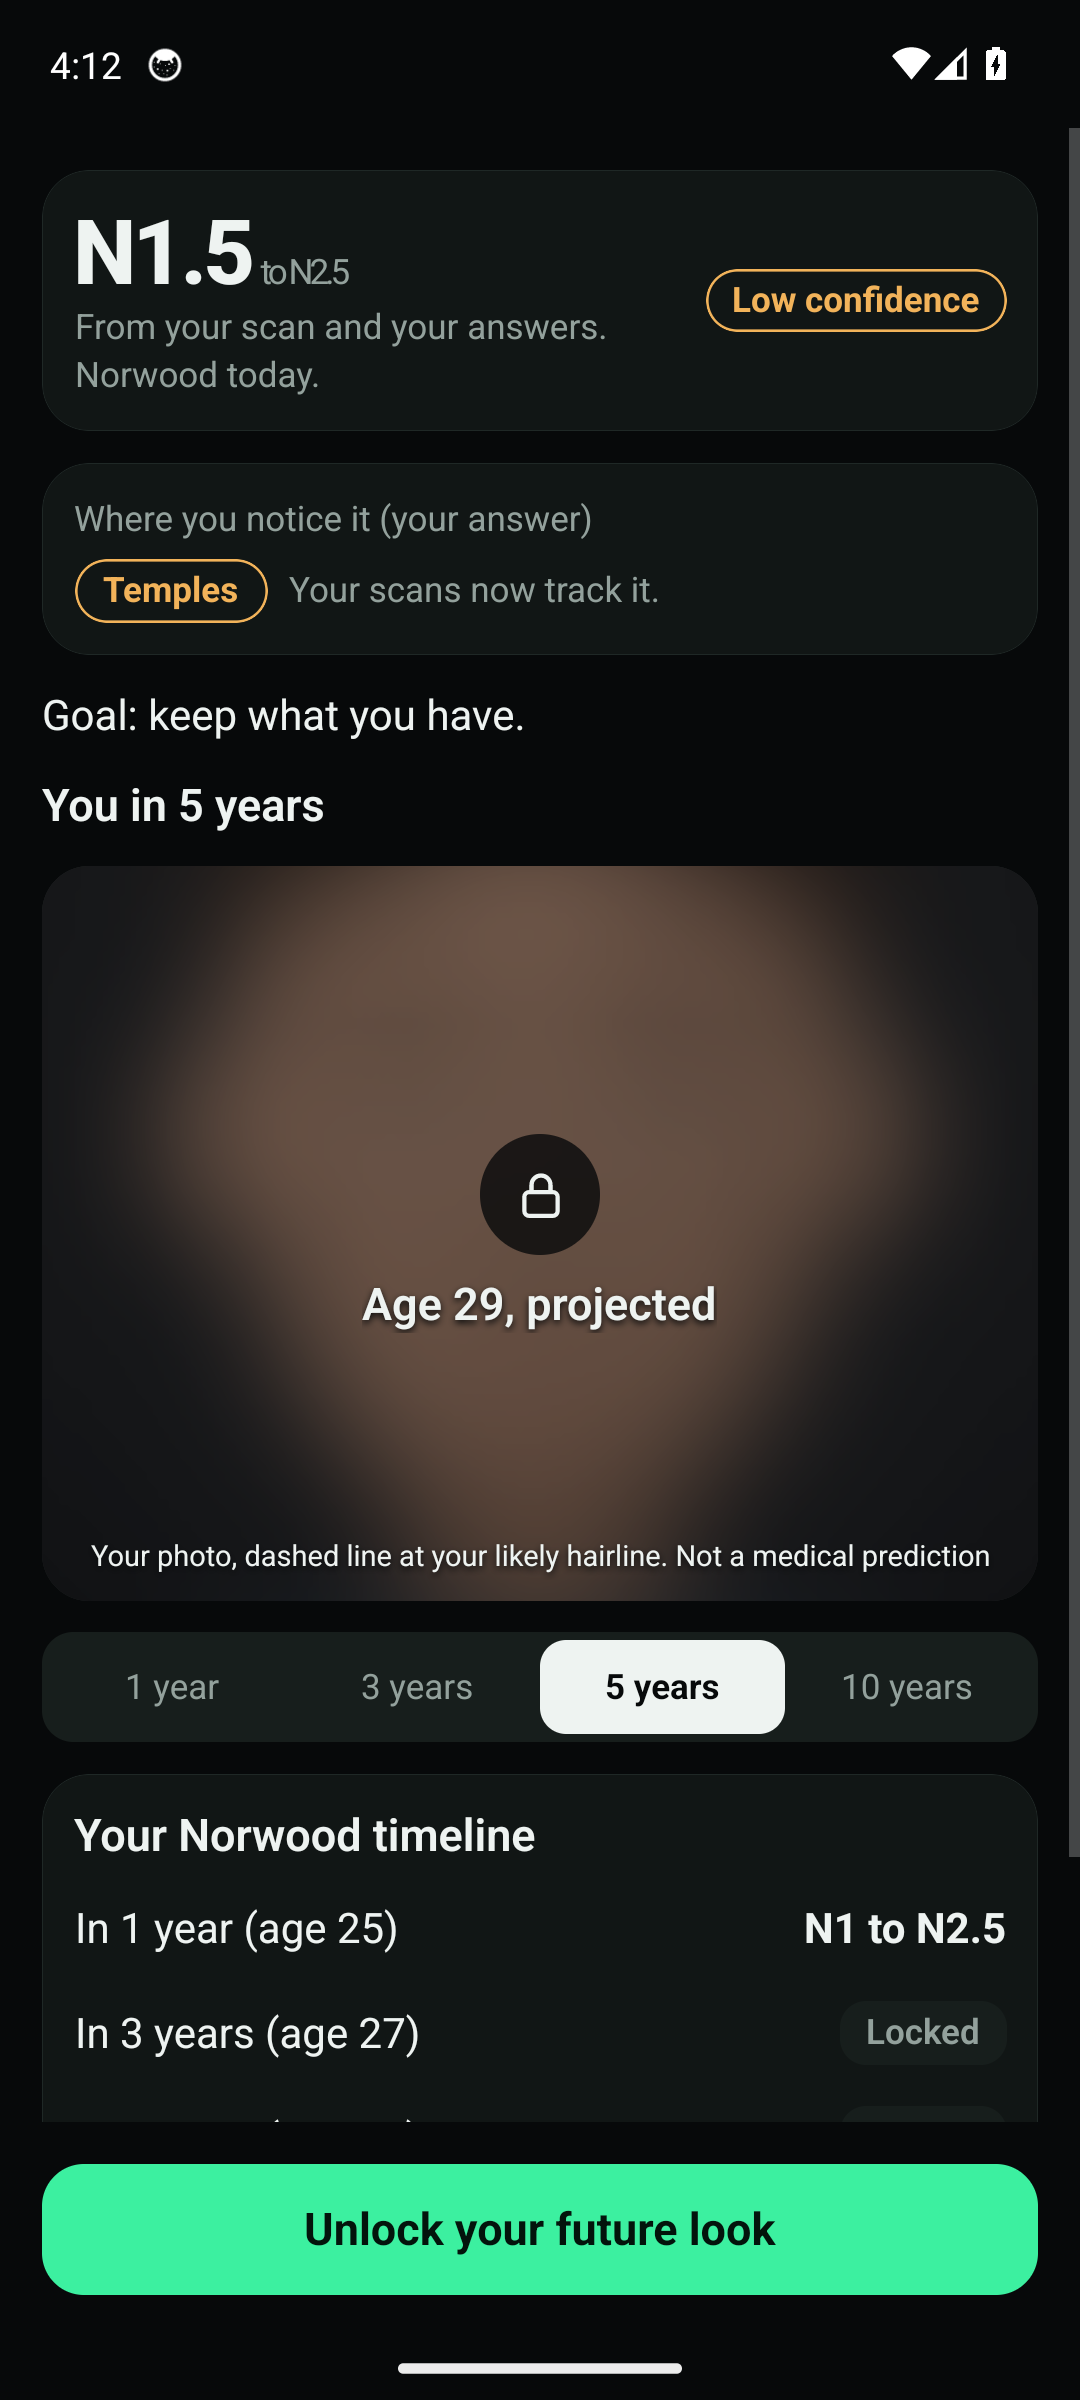 4:12
N1.5 to N2.5
Low confidence
From your scan and your answers.
Norwood today.
Where you notice it (your answer)
Temples Your scans now track it.
Goal: keep what you have.
You in 5 years
Age 29, projected
Your photo, dashed line at your likely hairline. Not a medical prediction
1 year 3 years 5 years 10 years
Your Norwood timeline
In 1 year (age 25) N1 to N2.5
In 3 years (age 27) Locked
Unlock your future look